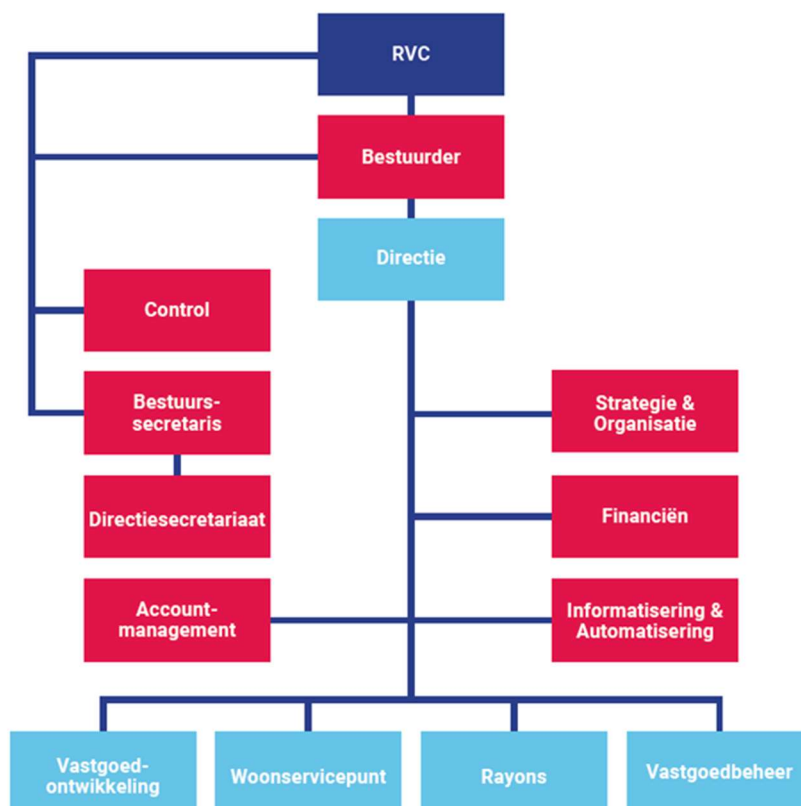 RVC
Bestuurder
Directie
Control
Bestuurs-
secretaris
Strategie &
Organisatie
Directiesecretariaat
Financiën
Account-
management
Informatisering &
Automatisering
Vastgoed-
ontwikkeling
Woonservicepunt
Rayons
Vastgoedbeheer